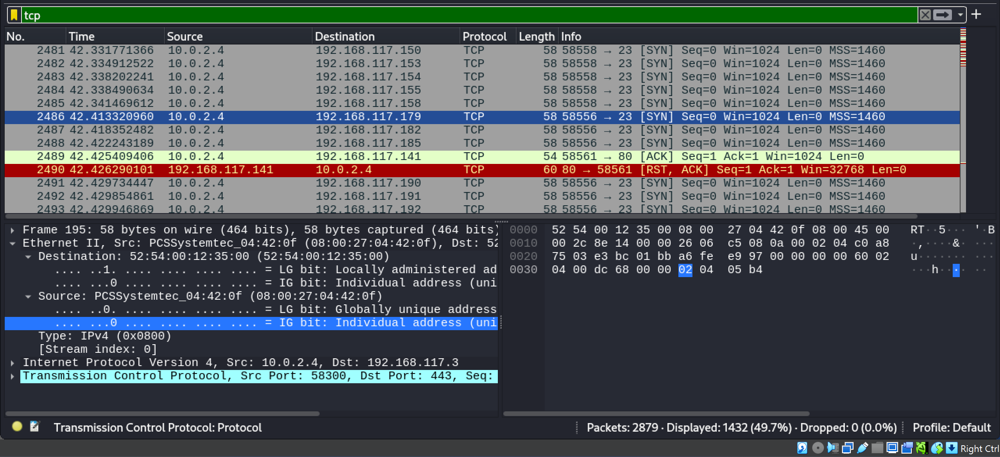 tcp
No. Time Source Destination Protocol Length Info
2481 42.331771366 10.0.2.4 192.168.117.150 TCP 58 58558 → 23 [SYN] Seq=0 Win=1024 Len=0 MSS=1460
2482 42.334912522 10.0.2.4 192.168.117.153 TCP 58 58558 → 23 [SYN] Seq=0 Win=1024 Len=0 MSS=1460
2483 42.338202241 10.0.2.4 192.168.117.154 TCP 58 58558 → 23 [SYN] Seq=0 Win=1024 Len=0 MSS=1460
2484 42.338490634 10.0.2.4 192.168.117.155 TCP 58 58558 → 23 [SYN] Seq=0 Win=1024 Len=0 MSS=1460
2485 42.341469612 10.0.2.4 192.168.117.158 TCP 58 58558 → 23 [SYN] Seq=0 Win=1024 Len=0 MSS=1460
2486 42.413320960 10.0.2.4 192.168.117.179 TCP 58 58556 → 23 [SYN] Seq=0 Win=1024 Len=0 MSS=1460
2487 42.418352482 10.0.2.4 192.168.117.182 TCP 58 58556 → 23 [SYN] Seq=0 Win=1024 Len=0 MSS=1460
2488 42.422243189 10.0.2.4 192.168.117.185 TCP 58 58556 → 23 [SYN] Seq=0 Win=1024 Len=0 MSS=1460
2489 42.425409406 10.0.2.4 192.168.117.141 TCP 54 58561 → 80 [ACK] Seq=1 Ack=1 Win=1024 Len=0
2490 42.426290101 192.168.117.141 10.0.2.4 TCP 60 80 → 58561 [RST, ACK] Seq=1 Ack=1 Win=32768 Len=0
2491 42.429734447 10.0.2.4 192.168.117.190 TCP 58 58556 → 23 [SYN] Seq=0 Win=1024 Len=0 MSS=1460
2492 42.429854861 10.0.2.4 192.168.117.191 TCP 58 58556 → 23 [SYN] Seq=0 Win=1024 Len=0 MSS=1460
2493 42.429946869 10.0.2.4 192.168.117.192 TCP 58 58556 → 23 [SYN] Seq=0 Win=1024 Len=0 MSS=1460
Frame 195: 58 bytes on wire (464 bits), 58 bytes captured (464 bits)
Ethernet II, Src: PCSSystemtec_04:42:0f (08:00:27:04:42:0f), Dst: 52
Destination: 52:54:00:12:35:00 (52:54:00:12:35:00)
.... ..1. .... .... .... .... = LG bit: Locally administered ad
.... ...0 .... .... .... .... = IG bit: Individual address (uni
Source: PCSSystemtec_04:42:0f (08:00:27:04:42:0f)
.... ..0. .... .... .... .... = LG bit: Globally unique address
.... ...0 .... .... .... .... = IG bit: Individual address (uni
Type: IPv4 (0x0800)
[Stream index: 0]
Internet Protocol Version 4, Src: 10.0.2.4, Dst: 192.168.117.3
Transmission Control Protocol, Src Port: 58300, Dst Port: 443, Seq:
0000 52 54 00 12 35 00 08 00 27 04 42 0f 08 00 45 00 RT··5··· '·B
0010 00 2c 8e 14 00 00 26 06 c5 08 0a 00 02 04 c0 a8 ·,····&· ···
0020 75 03 e3 bc 01 bb a6 fe e9 97 00 00 00 00 60 02 u······· ···
0030 04 00 dc 68 00 00 02 04 05 b4 ···h···· ··
Transmission Control Protocol: Protocol
Packets: 2879 · Displayed: 1432 (49.7%) · Dropped: 0 (0.0%)
Profile: Default
Right Ctrl